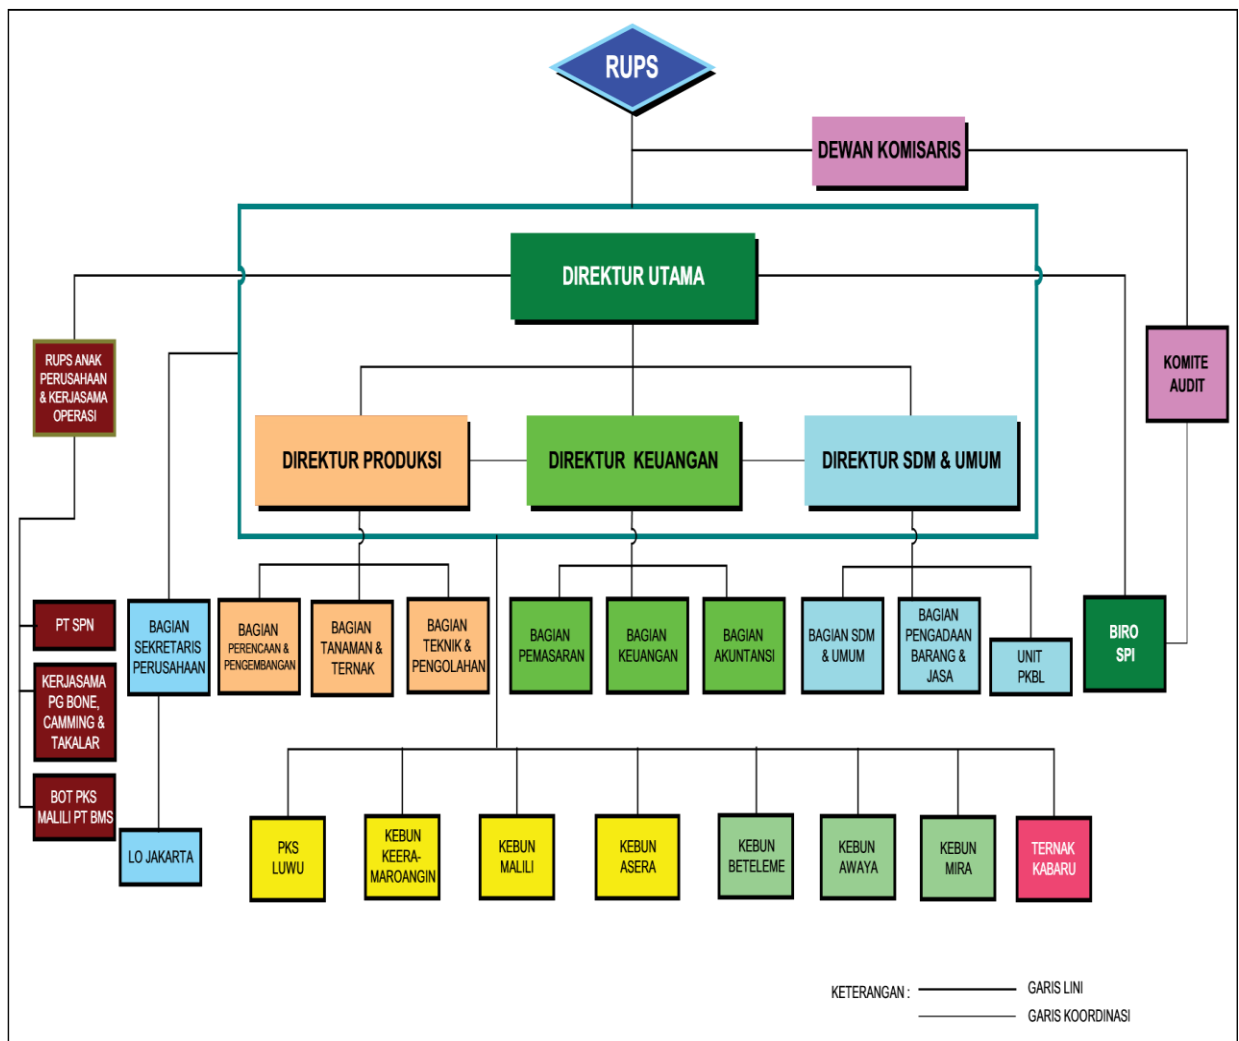 RUPS
DEWAN KOMISARIS
DIREKTUR UTAMA
RUPS ANAK
PERUSAHAAN
& KERJASAMA
OPERASI
KOMITE
AUDIT
DIREKTUR PRODUKSI
DIREKTUR KEUANGAN
DIREKTUR SDM & UMUM
PT SPN
KERJASAMA
PG BONE,
CAMMING &
TAKALAR
BOT PKS
MALILI PT BMS
BAGIAN
SEKRETARIS
PERUSAHAAN
BAGIAN
PERENCAAN &
PENGEMBANGAN
BAGIAN
TANAMAN &
TERNAK
BAGIAN
TEKNIK &
PENGOLAHAN
BAGIAN
PEMASARAN
BAGIAN
KEUANGAN
BAGIAN
AKUNTANSI
BAGIAN SDM
& UMUM
BAGIAN
PENGADAAN
BARANG &
JASA
UNIT
PKBL
BIRO
SPI
LO JAKARTA
PKS
LUWU
KEBUN
KEERA-
MAROANGIN
KEBUN
MALILI
KEBUN
ASERA
KEBUN
BETELEME
KEBUN
AWAYA
KEBUN
MIRA
TERNAK
KABARU
KETERANGAN :
GARIS LINI
GARIS KOORDINASI